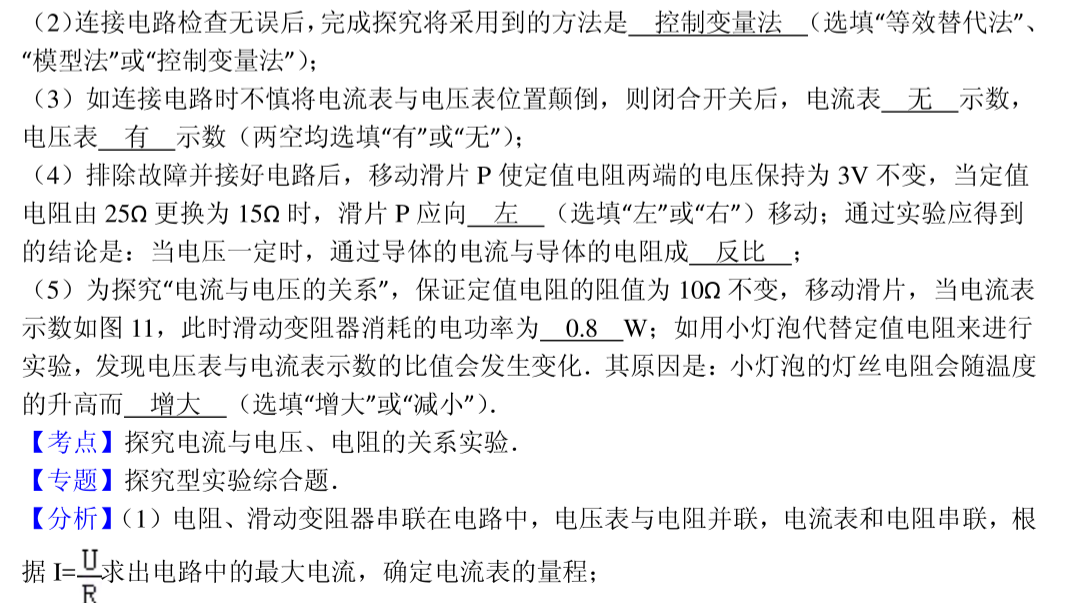 （2）连接电路检查无误后，完成探究将采用到的方法是 控制变量法 （选填“等效替代法”、
“模型法”或“控制变量法”）；
（3）如连接电路时不慎将电流表与电压表位置颠倒，则闭合开关后，电流表 无 示数，
电压表 有 示数（两空均选填“有”或“无”）；
（4）排除故障并接好电路后，移动滑片 P 使定值电阻两端的电压保持为 3V 不变，当定值
电阻由 25Ω 更换为 15Ω 时，滑片 P 应向 左 （选填“左”或“右”）移动；通过实验应得到
的结论是：当电压一定时，通过导体的电流与导体的电阻成 反比 ；
（5）为探究“电流与电压的关系”，保证定值电阻的阻值为 10Ω 不变，移动滑片，当电流表
示数如图 11，此时滑动变阻器消耗的电功率为 0.8 W；如用小灯泡代替定值电阻来进行
实验，发现电压表与电流表示数的比值会发生变化．其原因是：小灯泡的灯丝电阻会随温度
的升高而 增大 （选填“增大”或“减小”）．
【考点】探究电流与电压、电阻的关系实验．
【专题】探究型实验综合题．
【分析】（1）电阻、滑动变阻器串联在电路中，电压表与电阻并联，电流表和电阻串联，根
据 I=U/R求出电路中的最大电流，确定电流表的量程；